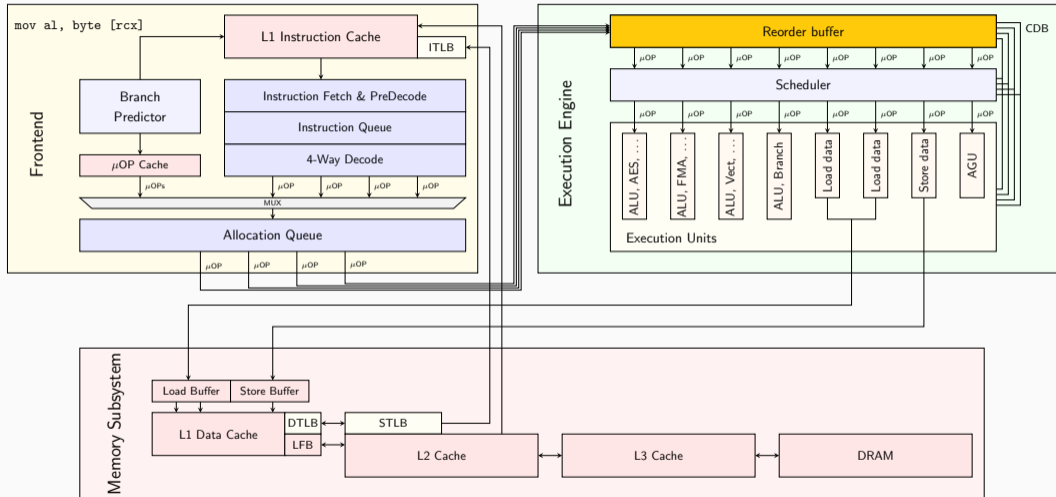 mov al, byte [rcx]
L1 Instruction Cache
ITLB
Branch
Predictor
Instruction Fetch & PreDecode
Instruction Queue
4-Way Decode
μOP Cache
μOPs
μOP
μOP
μOP
μOP
MUX
Allocation Queue
μOP
μOP
μOP
μOP
Frontend
Execution Engine
Reorder buffer
CDB
μOP
μOP
μOP
μOP
μOP
μOP
μOP
μOP
Scheduler
μOP
μOP
μOP
μOP
μOP
μOP
μOP
μOP
ALU, AES, . . .
ALU, FMA, . . .
ALU, Vect, . . .
ALU, Branch
Load data
Load data
Store data
AGU
Execution Units
Memory Subsystem
Load Buffer
Store Buffer
L1 Data Cache
DTLB
LFB
STLB
L2 Cache
L3 Cache
DRAM